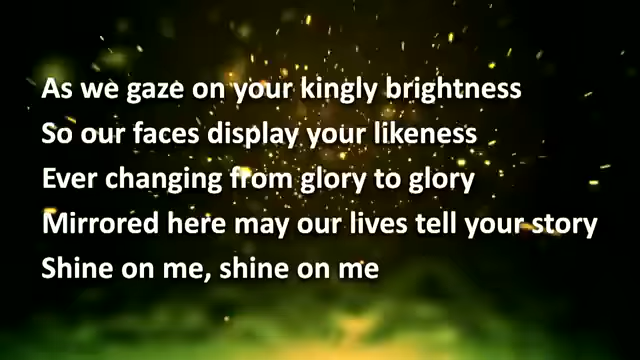 As we gaze on your kingly brightness
So our faces display your likeness
Ever changing from glory to glory
Mirrored here may our lives tell your story
Shine on me, shine on me